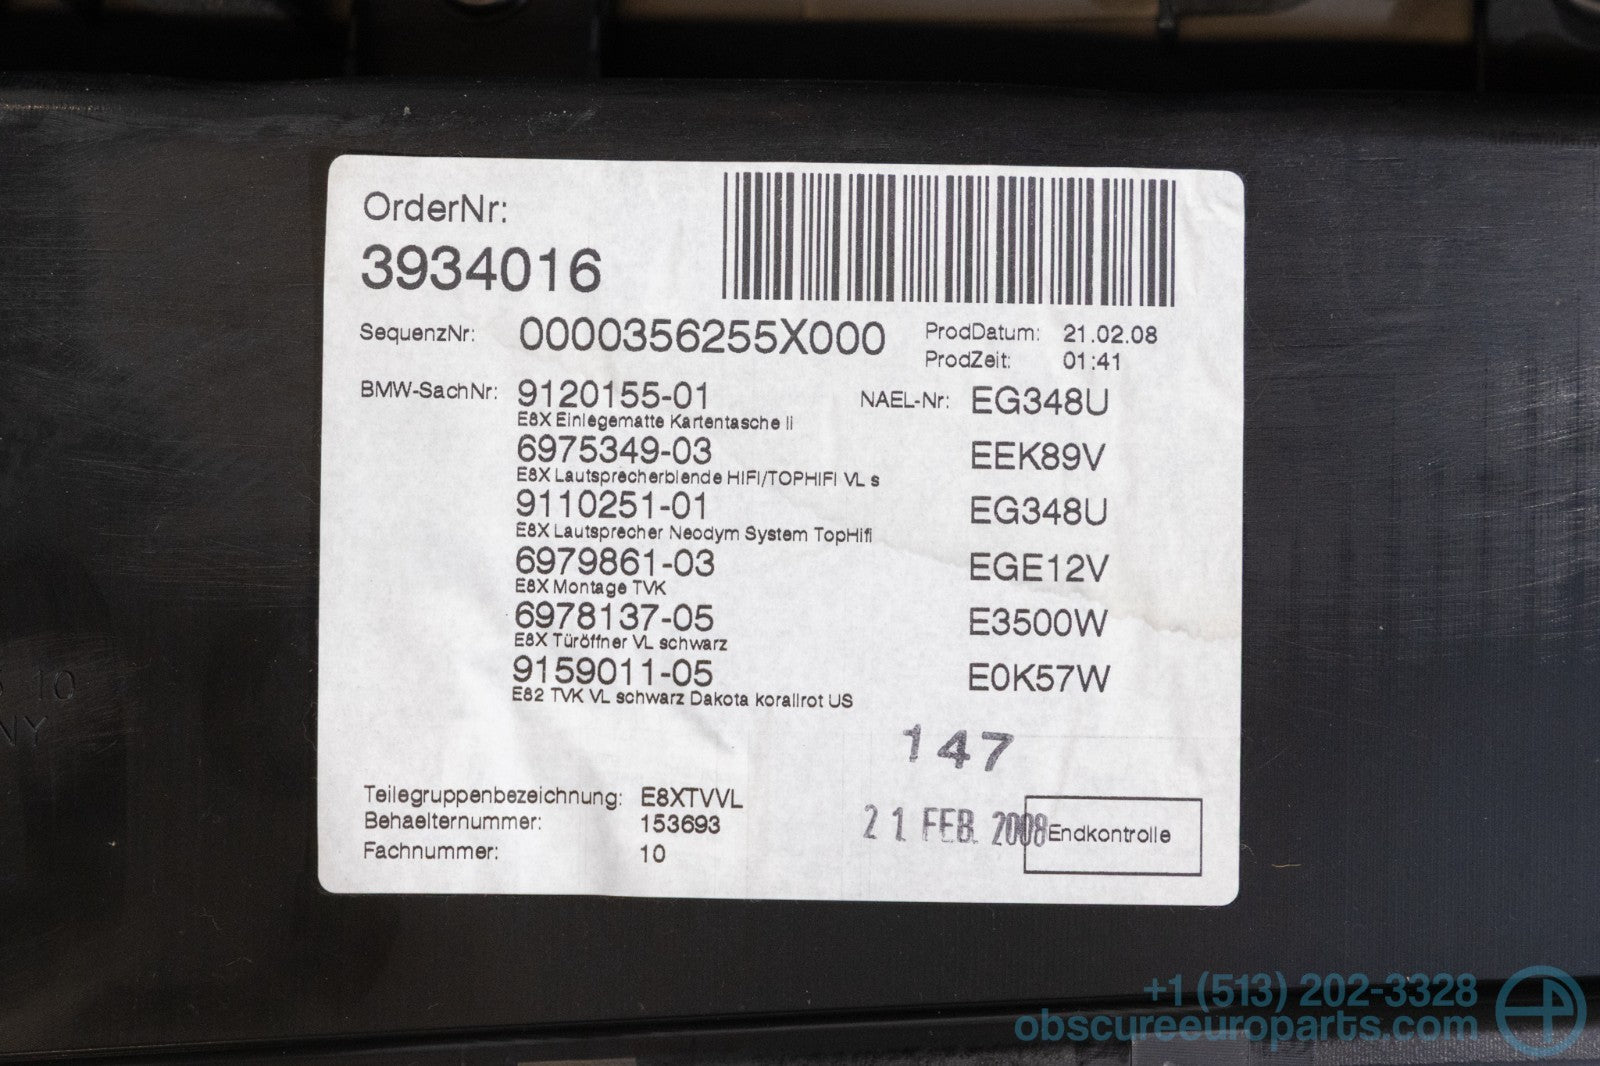 OrderNr:
3934016
SequenzNr: 0000356255X000
ProdDatum: 21.02.08
ProdZeit: 01:41
BMW-SachNr: 9120155-01 NAEL-Nr: EG348U
E8X Einlegematte Kartentasche li
6975349-03 EEK89V
E8X Lautsprecherblende HIFI/TOPHIFI VL s
9110251-01 EG348U
E8X Lautsprecher Neodym System TopHifi
6979861-03 EGE12V
E8X Montage TVK
6978137-05 E3500W
E8X Türöffner VL schwarz
9159011-05 E0K57W
E82 TVK VL schwarz Dakota korallrot US
147
Teilegruppenbezeichnung: E8XTVVL
Behaelternummer: 153693
Fachnummer: 10
21 FEB. 2008
Endkontrolle
10
NY
+1 (513) 202-3328
obscureeuroparts.com